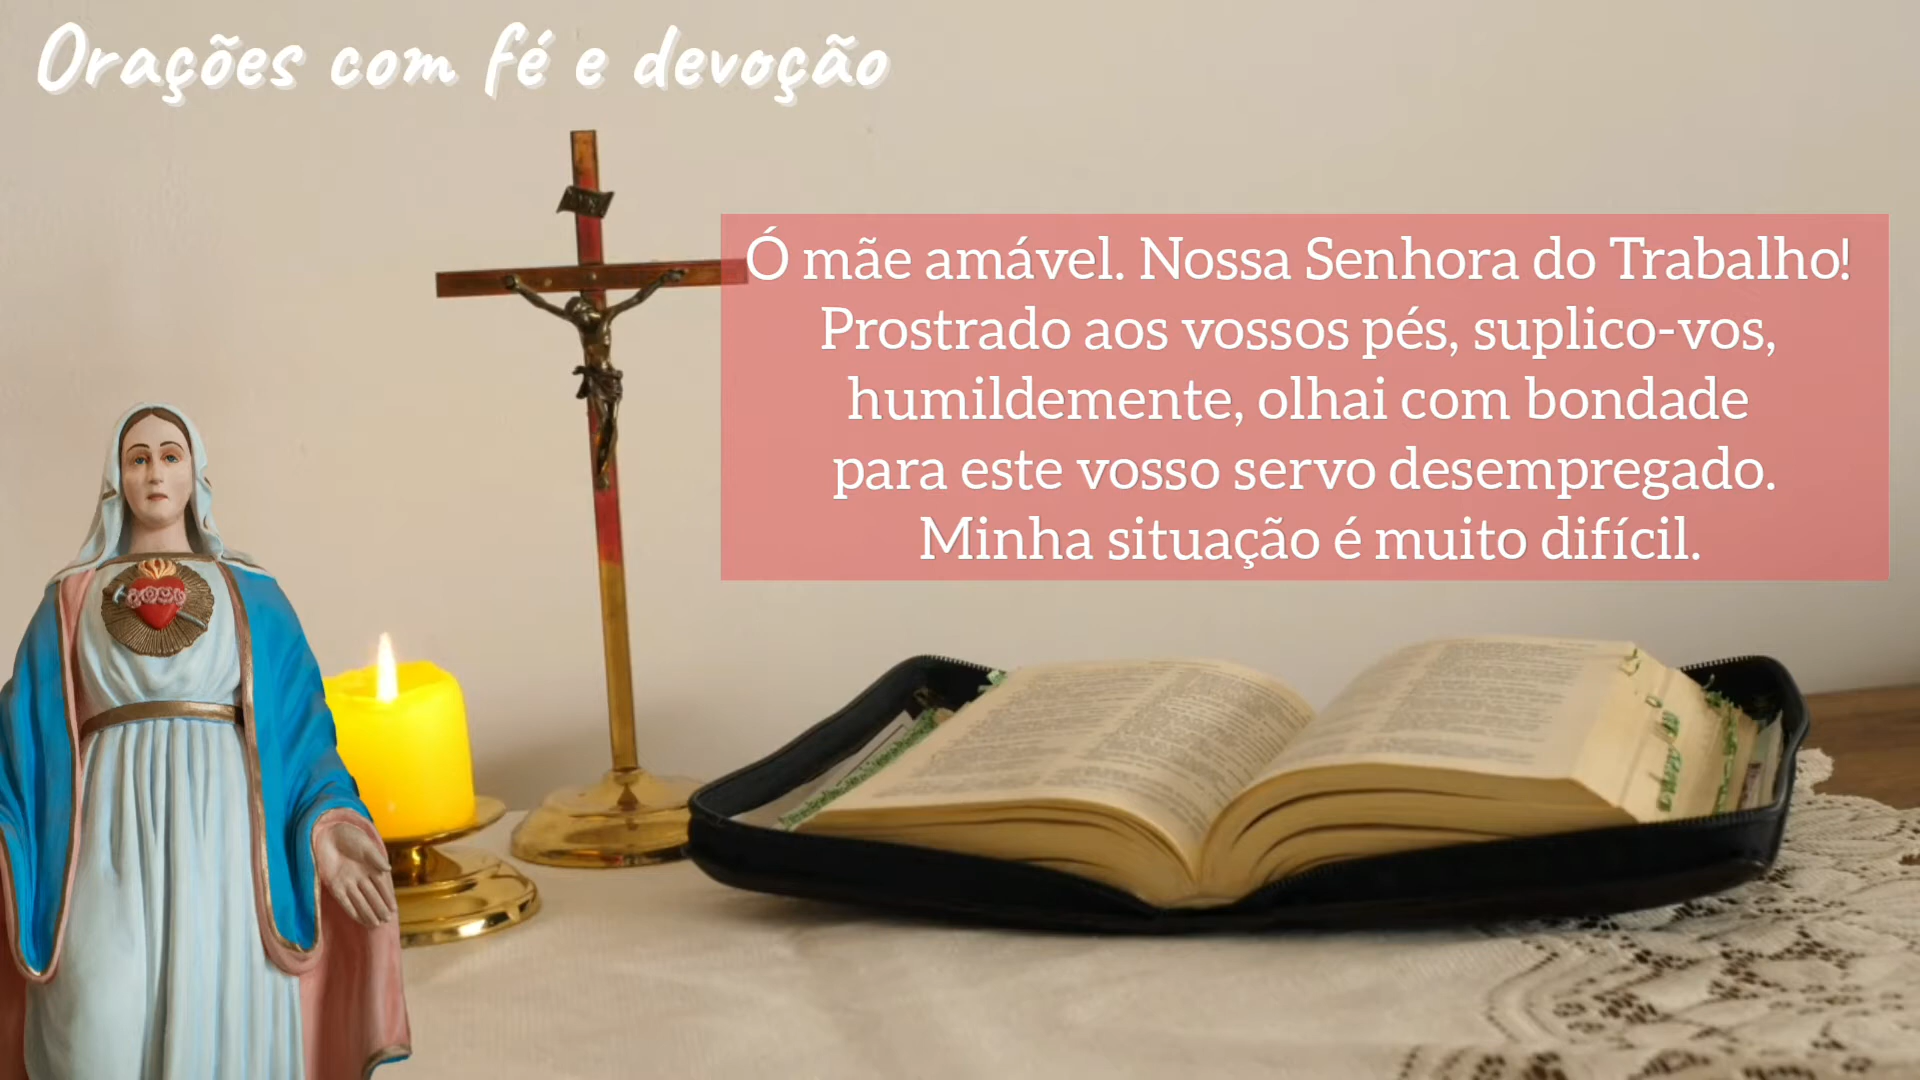 Orações com fé e devoção
Ó mãe amável. Nossa Senhora do Trabalho!
Prostrado aos vossos pés, suplico-vos,
humildemente, olhai com bondade
para este vosso servo desempregado.
Minha situação é muito difícil.